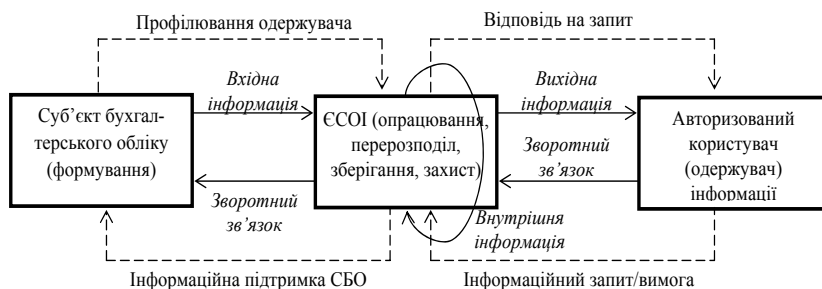 Профілювання одержувача
Відповідь на запит
Вхідна
інформація
Вихідна
інформація
Суб’єкт бухгал-
терського обліку
(формування)
ЄСОІ (опрацювання,
перерозподіл,
зберігання, захист)
Авторизований
користувач
(одержувач)
інформації
Зворотний
зв’язок
Зворотний
зв’язок
Внутрішня
інформація
Інформаційна підтримка СБО
Інформаційний запит/вимога